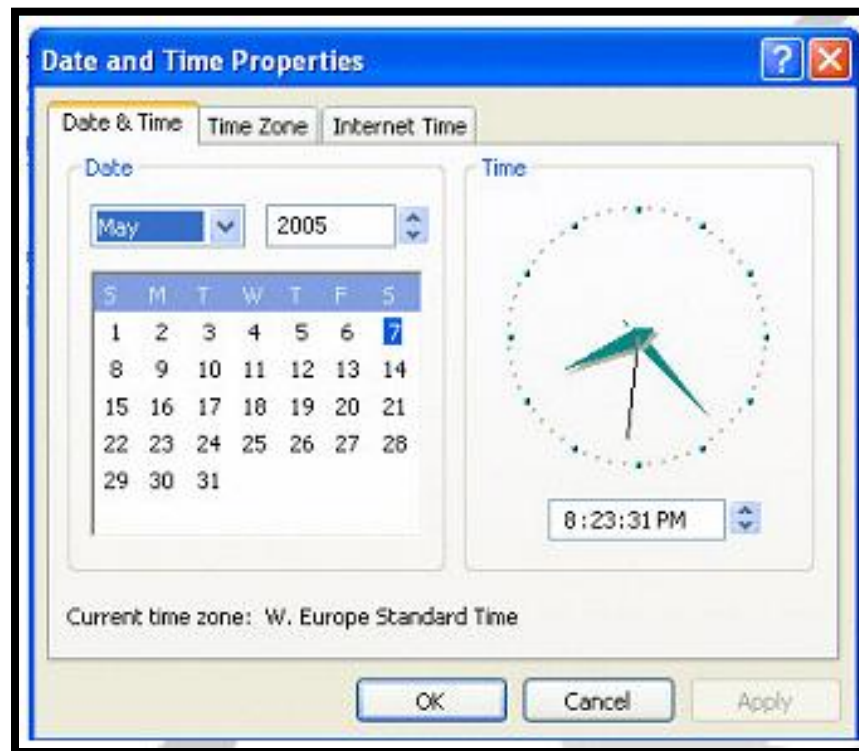 Date and Time Properties
Date & Time Time Zone Internet Time
Date
May 2005
S M T W T F S
1 2 3 4 5 6 7
8 9 10 11 12 13 14
15 16 17 18 19 20 21
22 23 24 25 26 27 28
29 30 31
Time
8:23:31 PM
Current time zone: W. Europe Standard Time
OK Cancel Apply